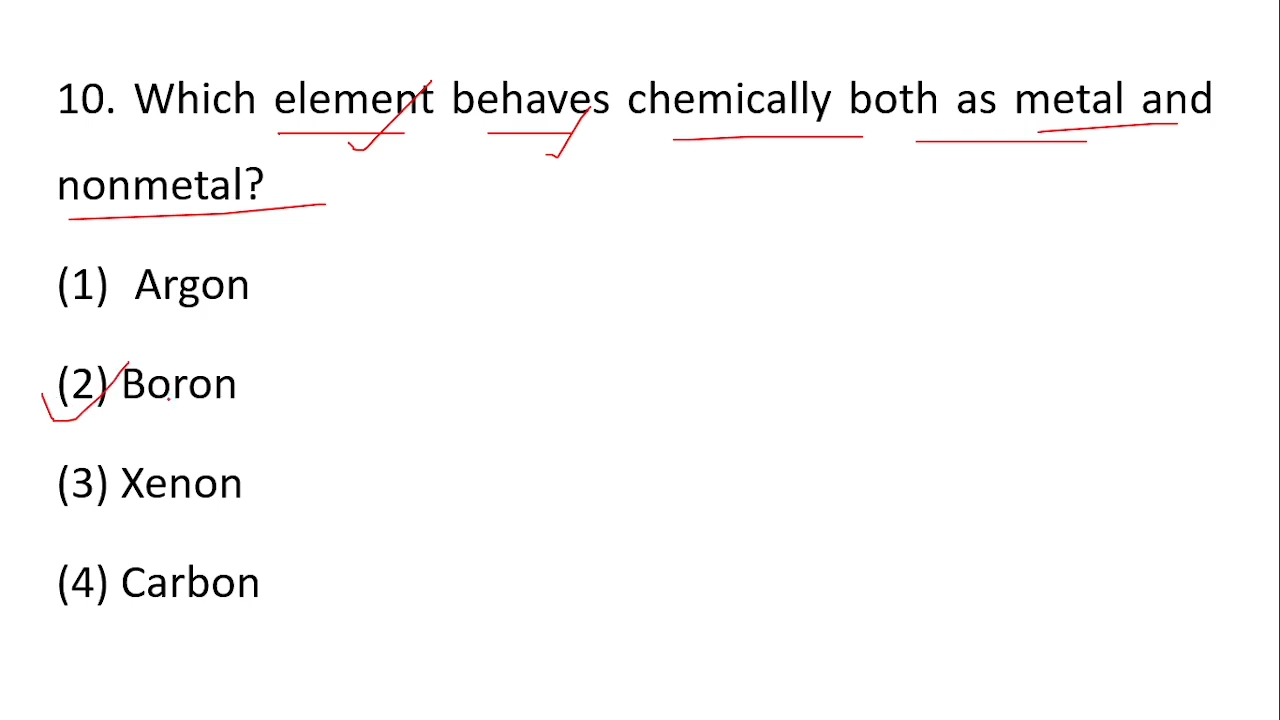 10. Which element behaves chemically both as metal and
nonmetal?
(1) Argon
(2) Boron
(3) Xenon
(4) Carbon